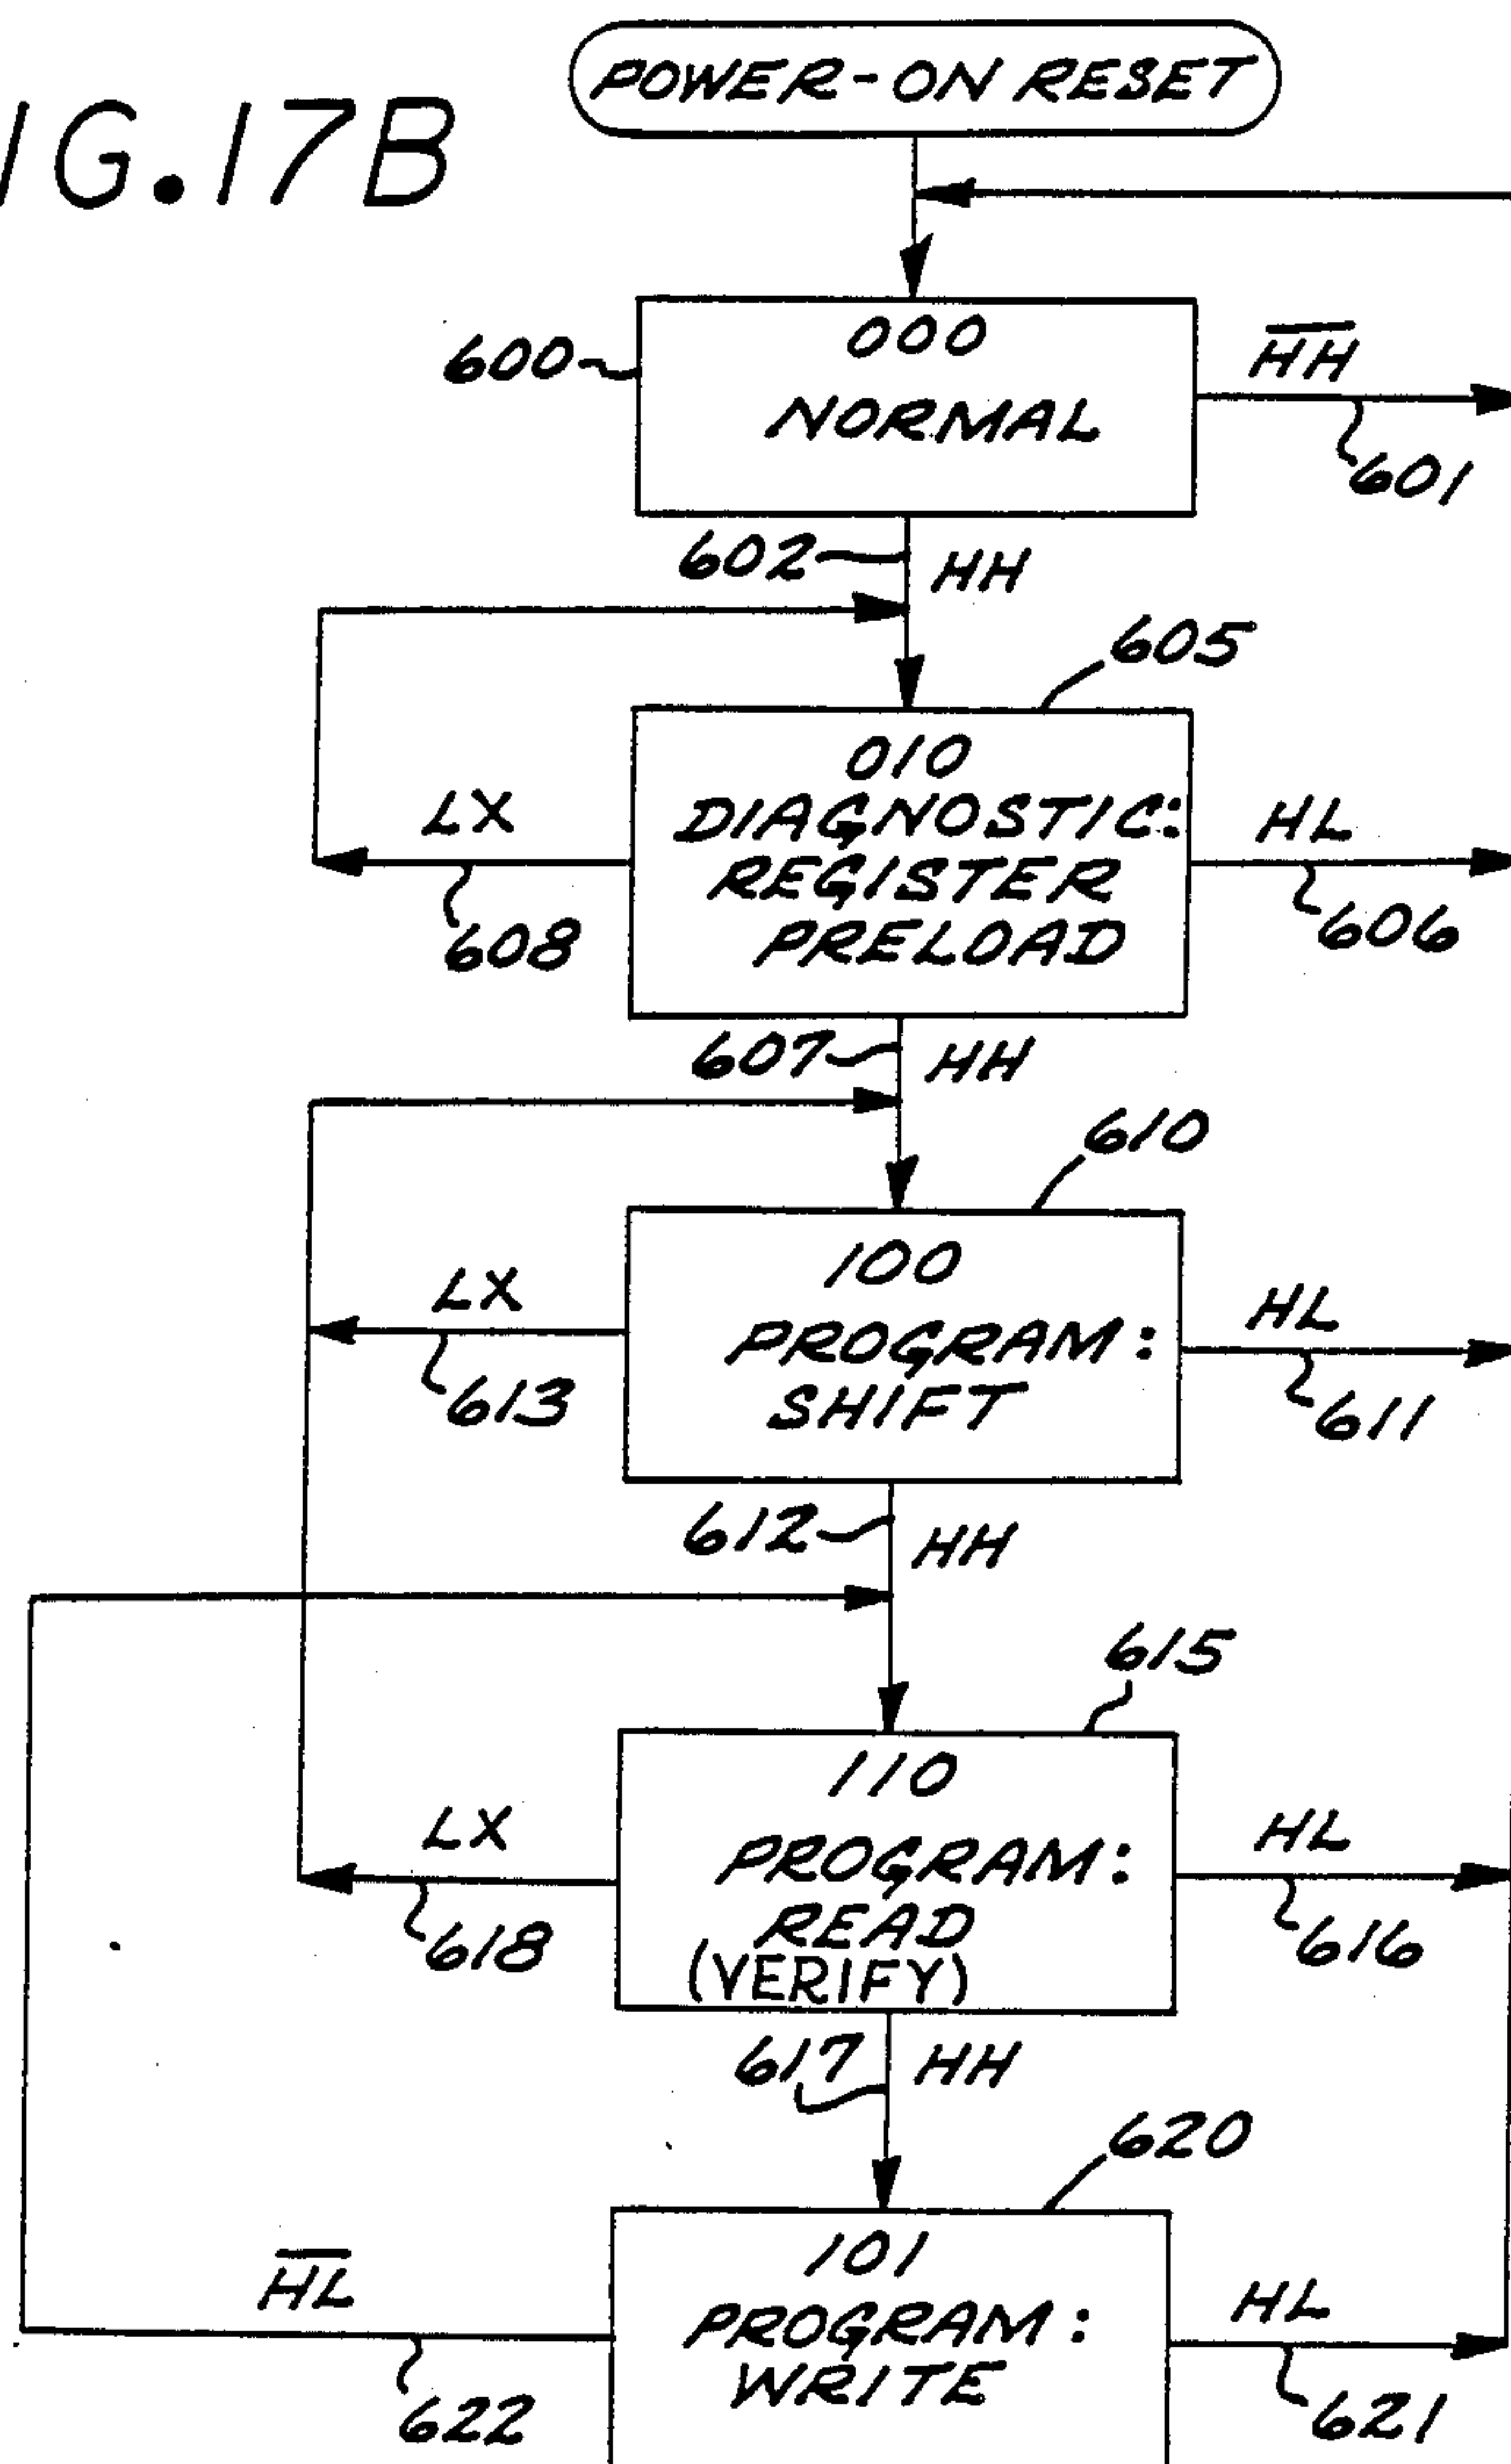 IG.17B
POWER-ON RESET
600
000
NORMAL
H̅H̅
601
602
HH
605
010
DIAGNOSTIC:
REGISTER
PRELOAD
LX
608
HL
606
607
HH
610
100
PROGRAM:
SHIFT
LX
613
HL
611
612
HH
615
110
PROGRAM:
READ
(VERIFY)
LX
618
HL
616
617
HH
620
101
PROGRAM:
WRITE
H̅L̅
622
HL
621